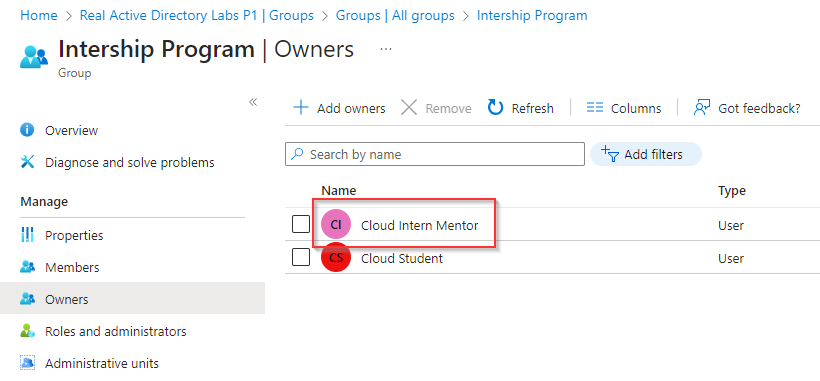 Home > Real Active Directory Labs P1 | Groups > Groups | All groups > Intership Program
Intership Program | Owners ...
Group
«
Add owners Remove Refresh Columns Got feedback?
Search by name Add filters
Name Type
CI Cloud Intern Mentor User
CS Cloud Student User
Overview
Diagnose and solve problems
Manage
Properties
Members
Owners
Roles and administrators
Administrative units